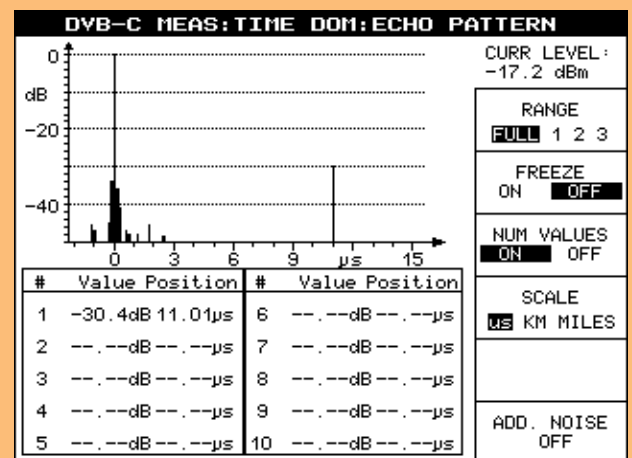 DVB-C MEAS:TIME DOM:ECHO PATTERN
0
dB
-20
-40
0 3 6 9 µs 15
CURR LEVEL:
-17.2 dBm
RANGE
FULL 1 2 3
FREEZE
ON OFF
NUM VALUES
ON OFF
SCALE
us KM MILES
ADD. NOISE
OFF
# Value Position # Value Position
1 -30.4dB 11.01µs 6 --.--dB--.--µs
2 --.--dB--.--µs 7 --.--dB--.--µs
3 --.--dB--.--µs 8 --.--dB--.--µs
4 --.--dB--.--µs 9 --.--dB--.--µs
5 --.--dB--.--µs 10 --.--dB--.--µs